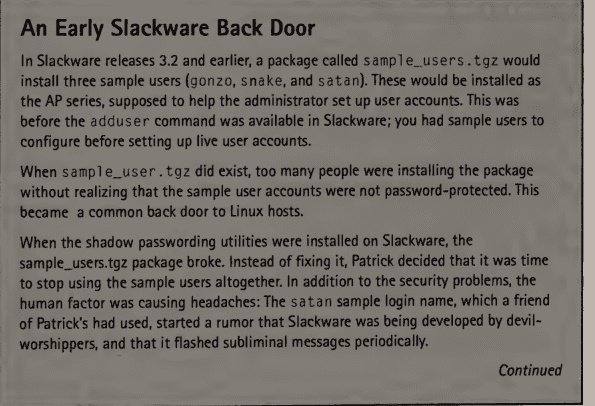 An Early Slackware Back Door
In Slackware releases 3.2 and earlier, a package called sample_users.tgz would
install three sample users (gonzo, snake, and satan). These would be installed as
the AP series, supposed to help the administrator set up user accounts. This was
before the adduser command was available in Slackware; you had sample users to
configure before setting up live user accounts.
When sample_user.tgz did exist, too many people were installing the package
without realizing that the sample user accounts were not password-protected. This
became a common back door to Linux hosts.
When the shadow passwording utilities were installed on Slackware, the
sample_users.tgz package broke. Instead of fixing it, Patrick decided that it was time
to stop using the sample users altogether. In addition to the security problems, the
human factor was causing headaches: The satan sample login name, which a friend
of Patrick's had used, started a rumor that Slackware was being developed by devil-
worshippers, and that it flashed subliminal messages periodically.
Continued